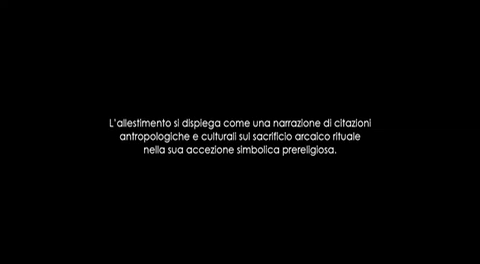 L'allestimento si dispiega come una narrazione di citazioni
antropologiche e culturali sul sacrificio arcaico rituale
nella sua accezione simbolica prereligiosa.